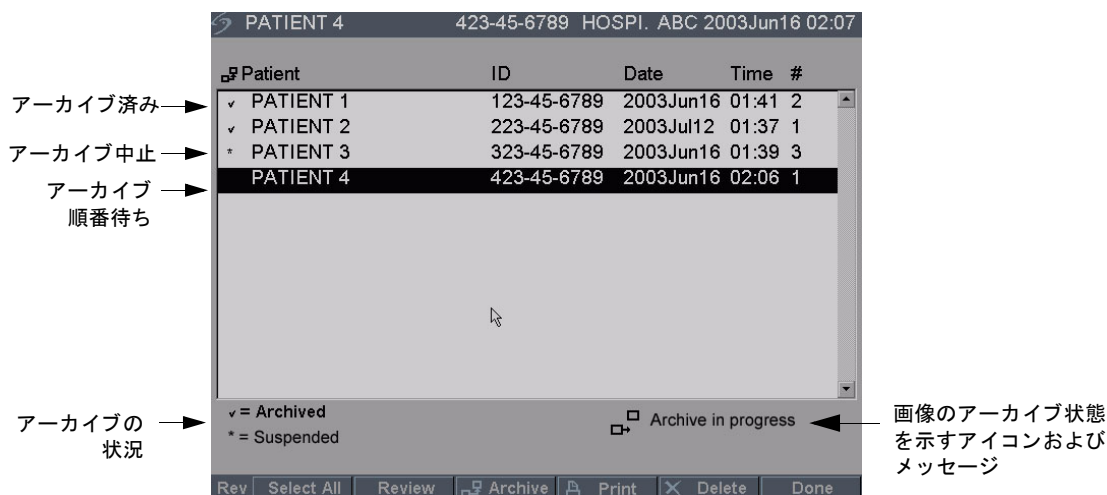 PATIENT 4 423-45-6789 HOSPI. ABC 2003Jun16 02:07
Patient ID Date Time #
アーカイブ済み
✓ PATIENT 1 123-45-6789 2003Jun16 01:41 2
✓ PATIENT 2 223-45-6789 2003Jul12 01:37 1
アーカイブ中止
* PATIENT 3 323-45-6789 2003Jun16 01:39 3
アーカイブ
順番待ち
PATIENT 4 423-45-6789 2003Jun16 02:06 1
アーカイブの
状況
✓ = Archived
* = Suspended
Archive in progress
画像のアーカイブ状態
を示すアイコンおよび
メッセージ
Rev Select All Review Archive Print Delete Done